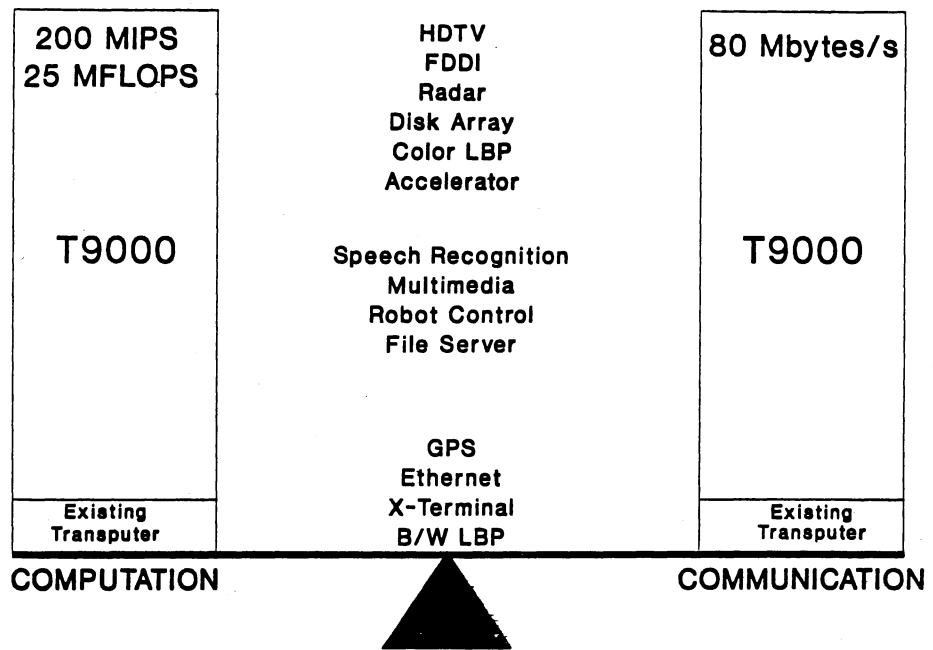 200 MIPS
25 MFLOPS
T9000
Existing
Transputer
COMPUTATION
HDTV
FDDI
Radar
Disk Array
Color LBP
Accelerator
Speech Recognition
Multimedia
Robot Control
File Server
GPS
Ethernet
X-Terminal
B/W LBP
80 Mbytes/s
T9000
Existing
Transputer
COMMUNICATION